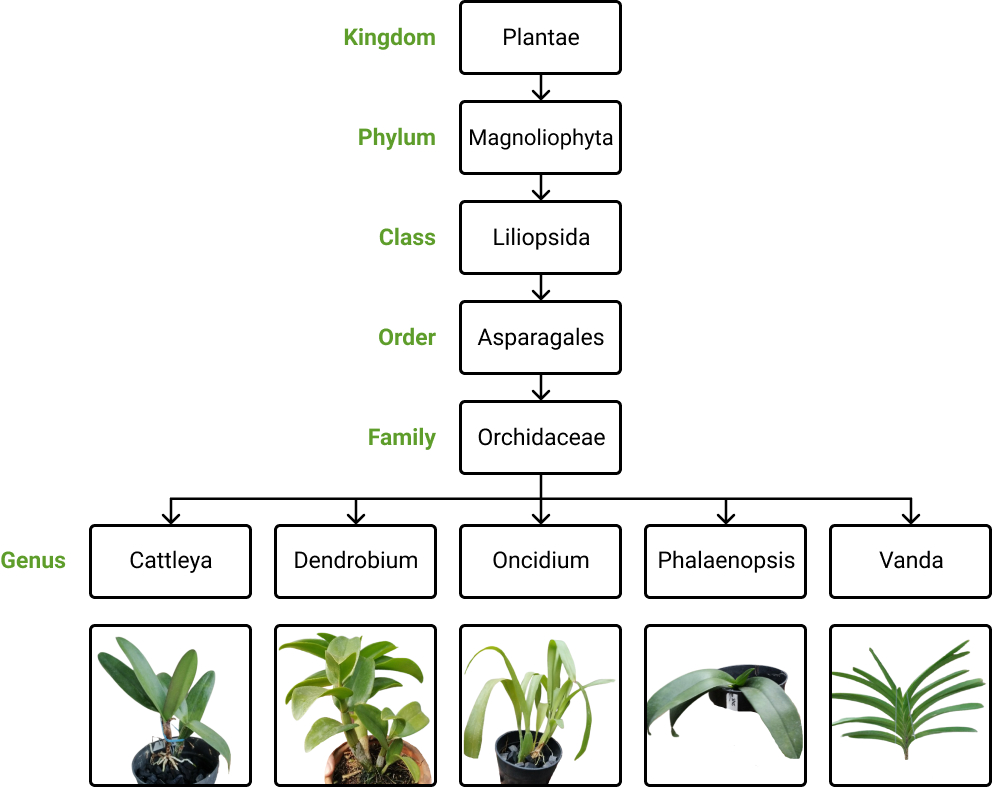 Kingdom
Plantae
Phylum
Magnoliophyta
Class
Liliopsida
Order
Asparagales
Family
Orchidaceae
Genus
Cattleya
Dendrobium
Oncidium
Phalaenopsis
Vanda